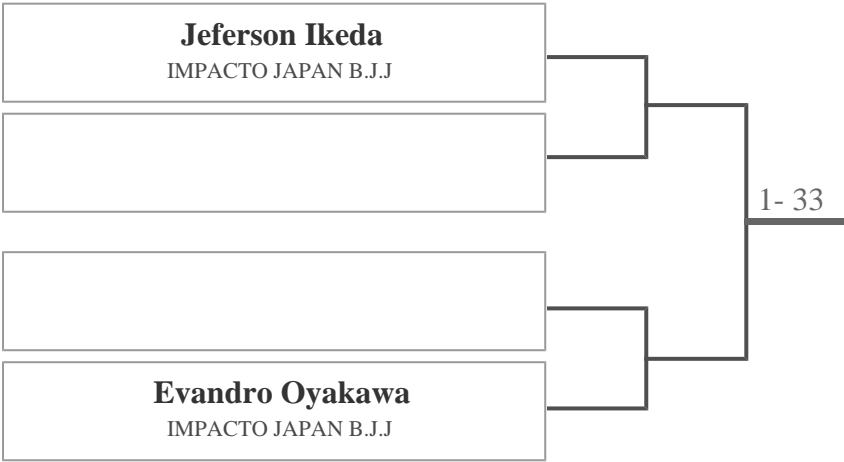 Jeferson Ikeda
IMPACTO JAPAN B.J.J
1- 33
Evandro Oyakawa
IMPACTO JAPAN B.J.J